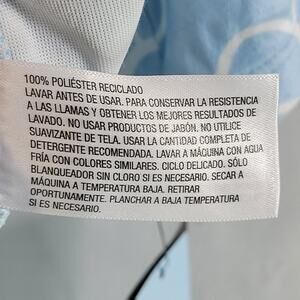 100% POLIÉSTER RECICLADO
LAVAR ANTES DE USAR. PARA CONSERVAR LA RESISTENCIA
A LAS LLAMAS Y OBTENER LOS MEJORES RESULTADOS DE
LAVADO. NO USAR PRODUCTOS DE JABÓN. NO UTILICE
SUAVIZANTE DE TELA. USAR LA CANTIDAD COMPLETA DE
DETERGENTE RECOMENDADA. LAVAR A MÁQUINA CON AGUA
FRÍA CON COLORES SIMILARES. CICLO DELICADO. SÓLO
BLANQUEADOR SIN CLORO SI ES NECESARIO. SECAR A
MÁQUINA A TEMPERATURA BAJA. RETIRAR
OPORTUNAMENTE. PLANCHAR A BAJA TEMPERATURA
SI ES NECESARIO.